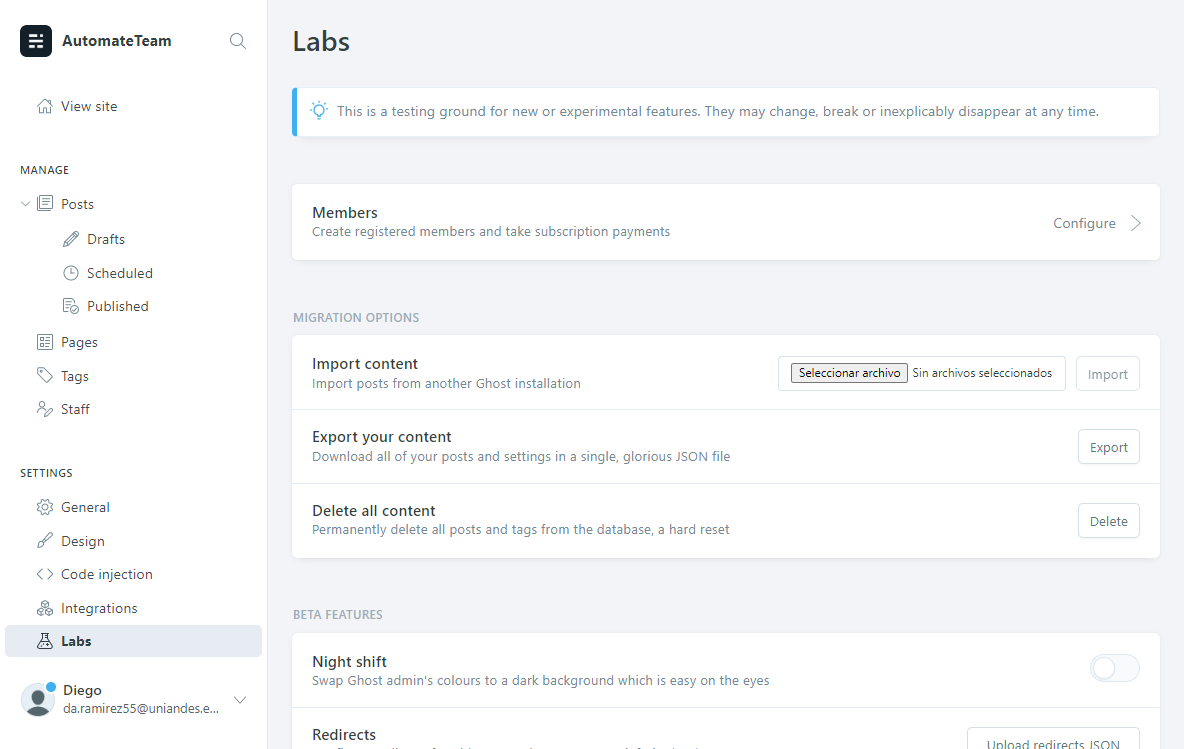 AutomateTeam
View site
MANAGE
Posts
Drafts
Scheduled
Published
Pages
Tags
Staff
SETTINGS
General
Design
Code injection
Integrations
Labs
Diego
da.ramirez55@uniandes.e...
Labs
This is a testing ground for new or experimental features. They may change, break or inexplicably disappear at any time.
Members
Create registered members and take subscription payments
Configure
MIGRATION OPTIONS
Import content
Import posts from another Ghost installation
Seleccionar archivo Sin archivos seleccionados
Import
Export your content
Download all of your posts and settings in a single, glorious JSON file
Export
Delete all content
Permanently delete all posts and tags from the database, a hard reset
Delete
BETA FEATURES
Night shift
Swap Ghost admin's colours to a dark background which is easy on the eyes
Redirects
Upload redirects JSON